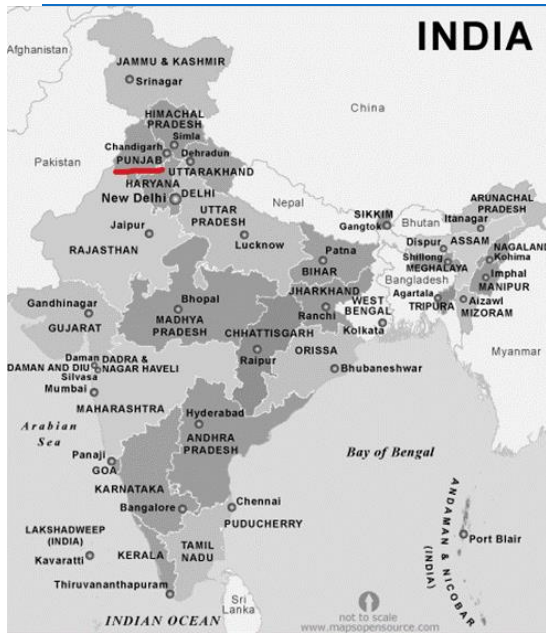 INDIA
Afghanistan
JAMMU & KASHMIR
Srinagar
China
HIMACHAL
PRADESH
Simla
Chandigarh
Dehradun
Pakistan
PUNJAB
UTTARAKHAND
HARYANA
DELHI
New Delhi
Nepal
ARUNACHAL
PRADESH
SIKKIM
Gangtok
Bhutan
Itanagar
UTTAR
PRADESH
Jaipur
RAJASTHAN
Lucknow
Dispur
ASSAM
NAGALAND
Kohima
Shillong
MEGHALAYA
Patna
BIHAR
Imphal
MANIPUR
Bangladesh
JHARKHAND
Ranchi
WEST
BENGAL
Kolkata
Agartala
TRIPURA
Aizawl
MIZORAM
Gandhinagar
GUJARAT
Bhopal
MADHYA
PRADESH
CHHATTISGARH
Raipur
ORISSA
Bhubaneshwar
Myanmar
Daman
DAMAN AND DIU
Silvasa
DADRA &
NAGAR HAVELI
Mumbai
MAHARASHTRA
Arabian
Sea
Hyderabad
ANDHRA
PRADESH
Bay of Bengal
Panaji
GOA
KARNATAKA
Bangalore
Chennai
PUDUCHERRY
LAKSHADWEEP
(INDIA)
Kavaratti
KERALA
TAMIL
NADU
Thiruvananthapuram
ANDAMAN & NICOBAR
(INDIA)
Port Blair
Sri
Lanka
INDIAN OCEAN
not to scale
www.mapsopensource.com